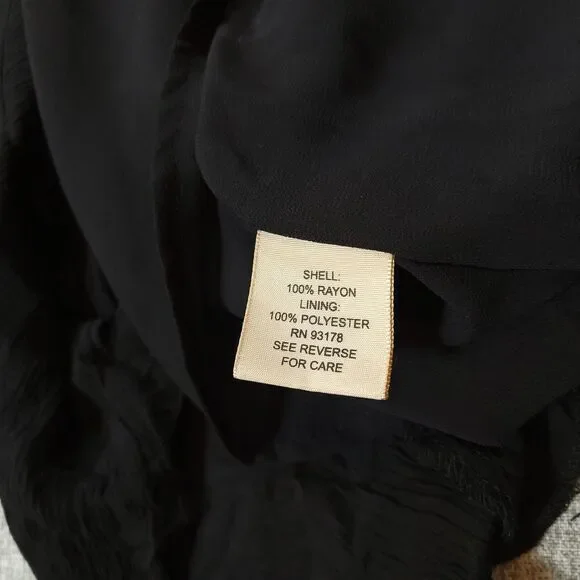 SHELL:
100% RAYON
LINING:
100% POLYESTER
RN 93178
SEE REVERSE
FOR CARE